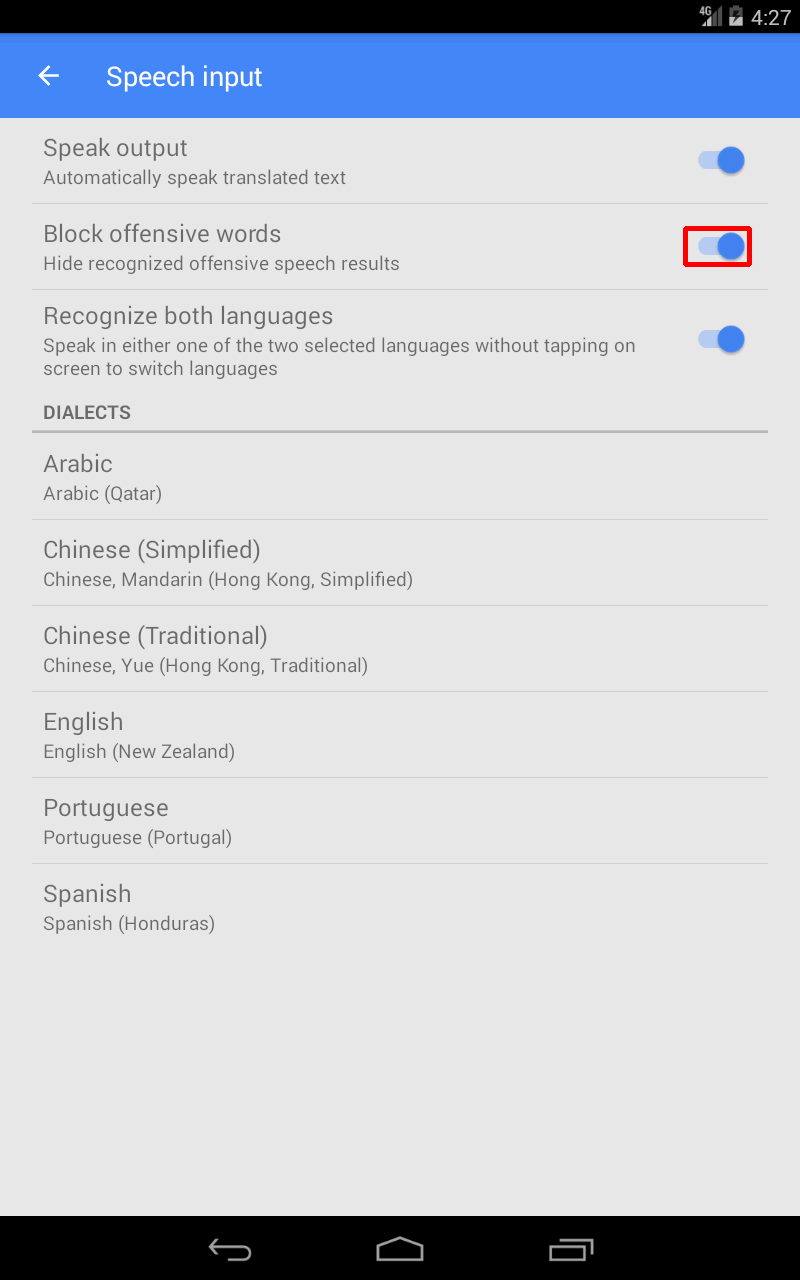 4G 4:27
Speech input
Speak output
Automatically speak translated text
Block offensive words
Hide recognized offensive speech results
Recognize both languages
Speak in either one of the two selected languages without tapping on
screen to switch languages
DIALECTS
Arabic
Arabic (Qatar)
Chinese (Simplified)
Chinese, Mandarin (Hong Kong, Simplified)
Chinese (Traditional)
Chinese, Yue (Hong Kong, Traditional)
English
English (New Zealand)
Portuguese
Portuguese (Portugal)
Spanish
Spanish (Honduras)